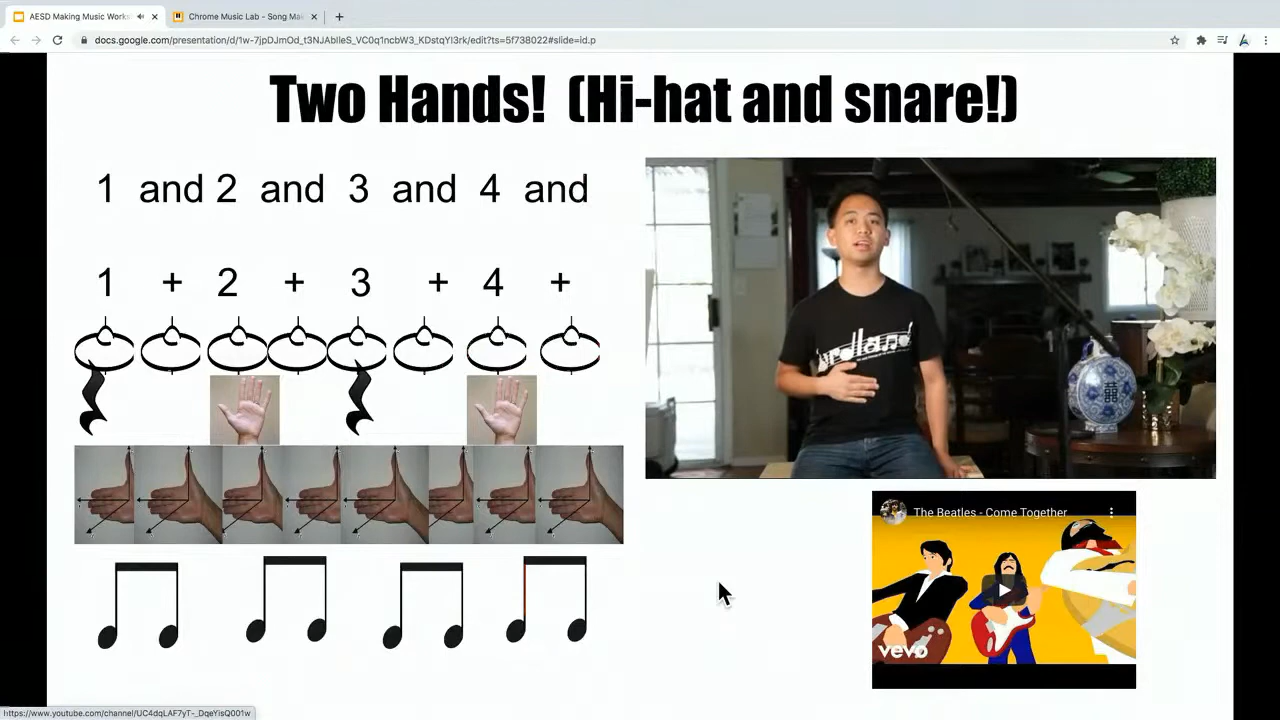 AESD Making Music Works
Chrome Music Lab - Song Ma
docs.google.com/presentation/d/1w-7jpDJmOd_t3NJAblleS_VC0q1ncbW3_KDstqYl3rk/edit?ts=5f738022#slide=id.p
Two Hands! (Hi-hat and snare!)
1 and 2 and 3 and 4 and
1 + 2 + 3 + 4 +
The Beatles - Come Together
vevo
https://www.youtube.com/channel/UC4dqLAF7yT-_DqeYisQ001w